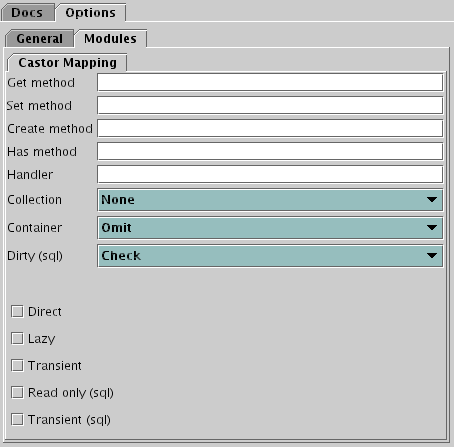 Docs Options
General Modules
Castor Mapping
Get method
Set method
Create method
Has method
Handler
Collection None
Container Omit
Dirty (sql) Check
Direct
Lazy
Transient
Read only (sql)
Transient (sql)